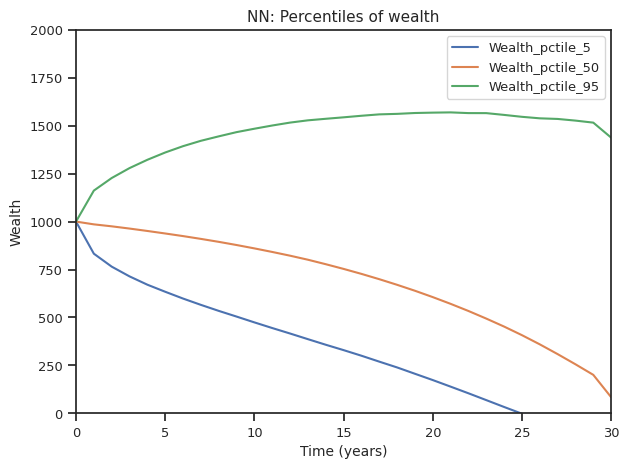 NN: Percentiles of wealth
2000
1750
1500
1250
1000
750
500
250
0
Wealth
Wealth_pctile_5
Wealth_pctile_50
Wealth_pctile_95
0 5 10 15 20 25 30
Time (years)